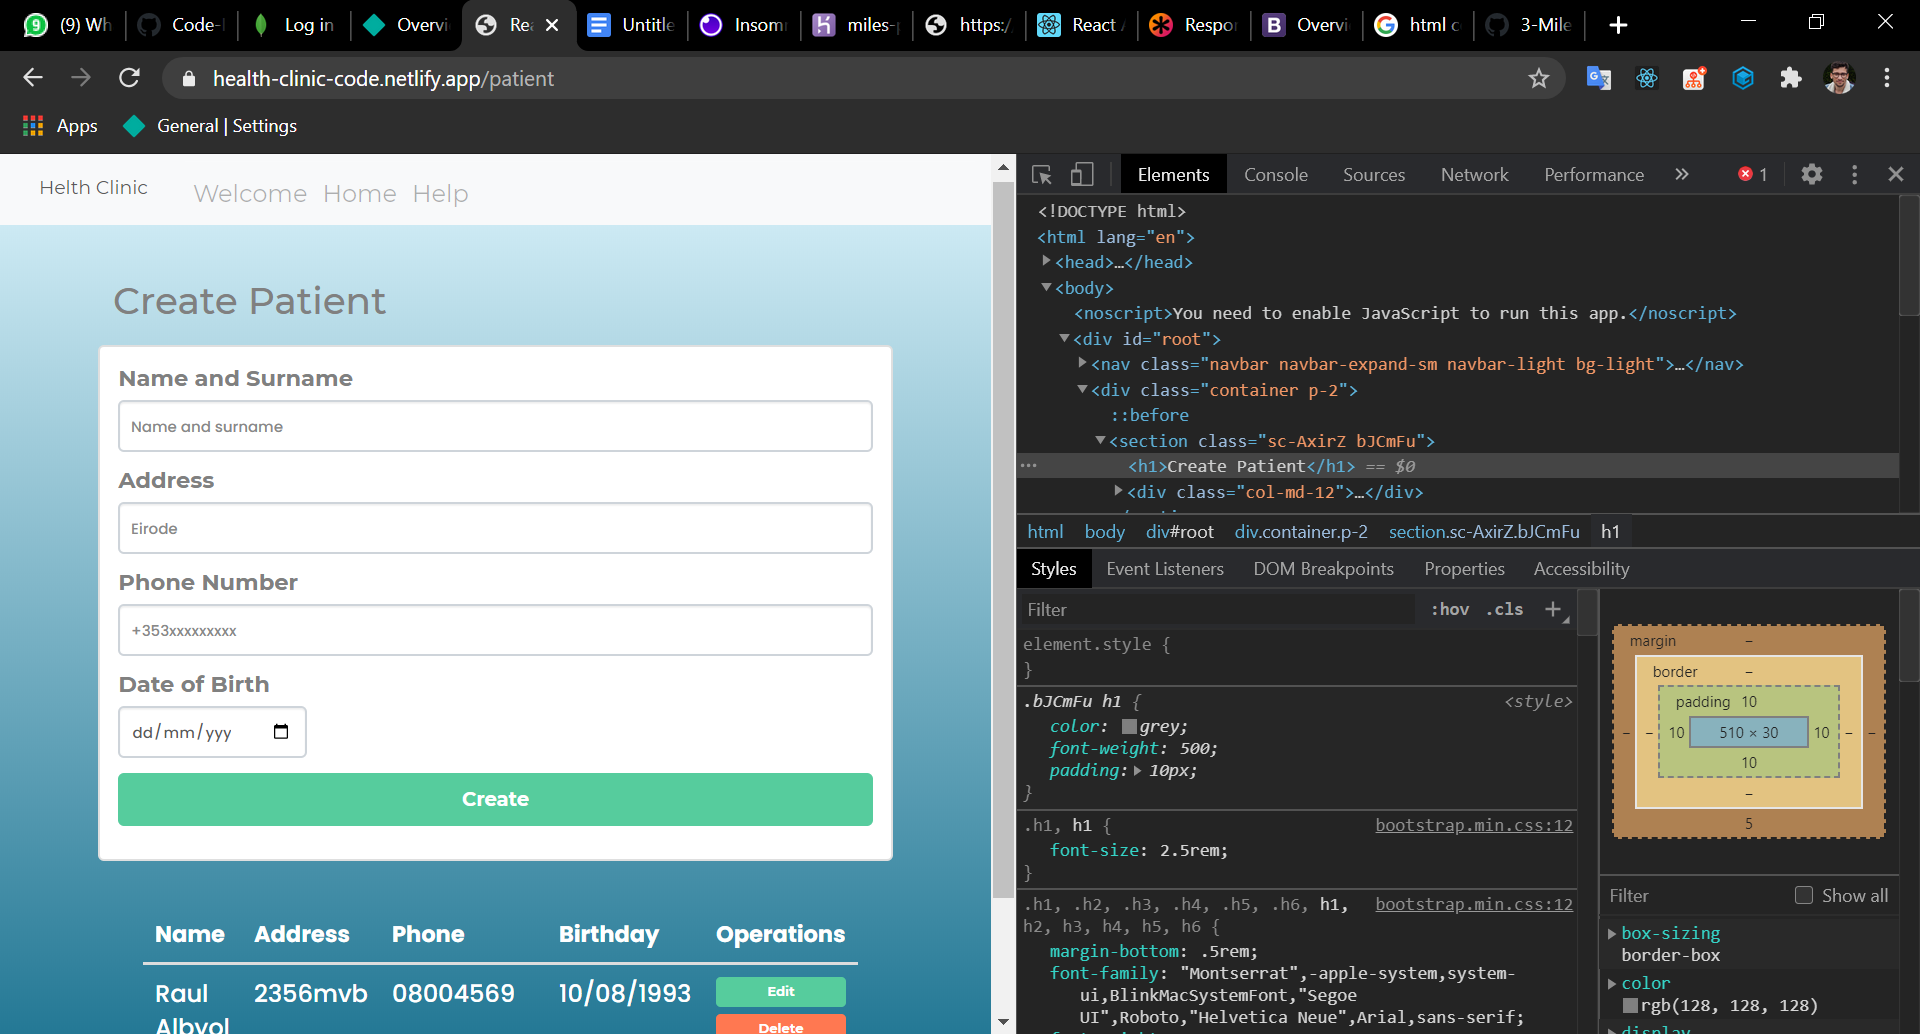 (9) Wh Code- Log in Overvi Rea Untitle Insomn miles-p https:/ React Respo Overvi html c 3-Mile
health-clinic-code.netlify.app/patient
Apps General | Settings
Helth Clinic Welcome Home Help
Create Patient
Name and Surname
Name and surname
Address
Eirode
Phone Number
+353xxxxxxxxx
Date of Birth
dd/mm/yyy
Create
Name Address Phone Birthday Operations
Raul 2356mvb 08004569 10/08/1993 Edit
Albyol
Delete
Elements Console Sources Network Performance » 1
<!DOCTYPE html>
<html lang="en">
<head>…</head>
<body>
<noscript>You need to enable JavaScript to run this app.</noscript>
<div id="root">
<nav class="navbar navbar-expand-sm navbar-light bg-light">…</nav>
<div class="container p-2">
::before
<section class="sc-AxirZ bJCmFu">
<h1>Create Patient</h1> == $0
<div class="col-md-12">…</div>
html body div#root div.container.p-2 section.sc-AxirZ.bJCmFu h1
Styles Event Listeners DOM Breakpoints Properties Accessibility
Filter :hov .cls +
element.style {
}
.bJCmFu h1 { <style>
color: grey;
font-weight: 500;
padding: 10px;
}
.h1, h1 { bootstrap.min.css:12
font-size: 2.5rem;
}
.h1, .h2, .h3, .h4, .h5, .h6, h1, bootstrap.min.css:12
h2, h3, h4, h5, h6 {
margin-bottom: .5rem;
font-family: "Montserrat",-apple-system,system-
ui,BlinkMacSystemFont,"Segoe
UI",Roboto,"Helvetica Neue",Arial,sans-serif;
margin –
border –
padding 10
– – 10 510 × 30 10 – –
10
–
5
Filter Show all
box-sizing
border-box
color
rgb(128, 128, 128)
display